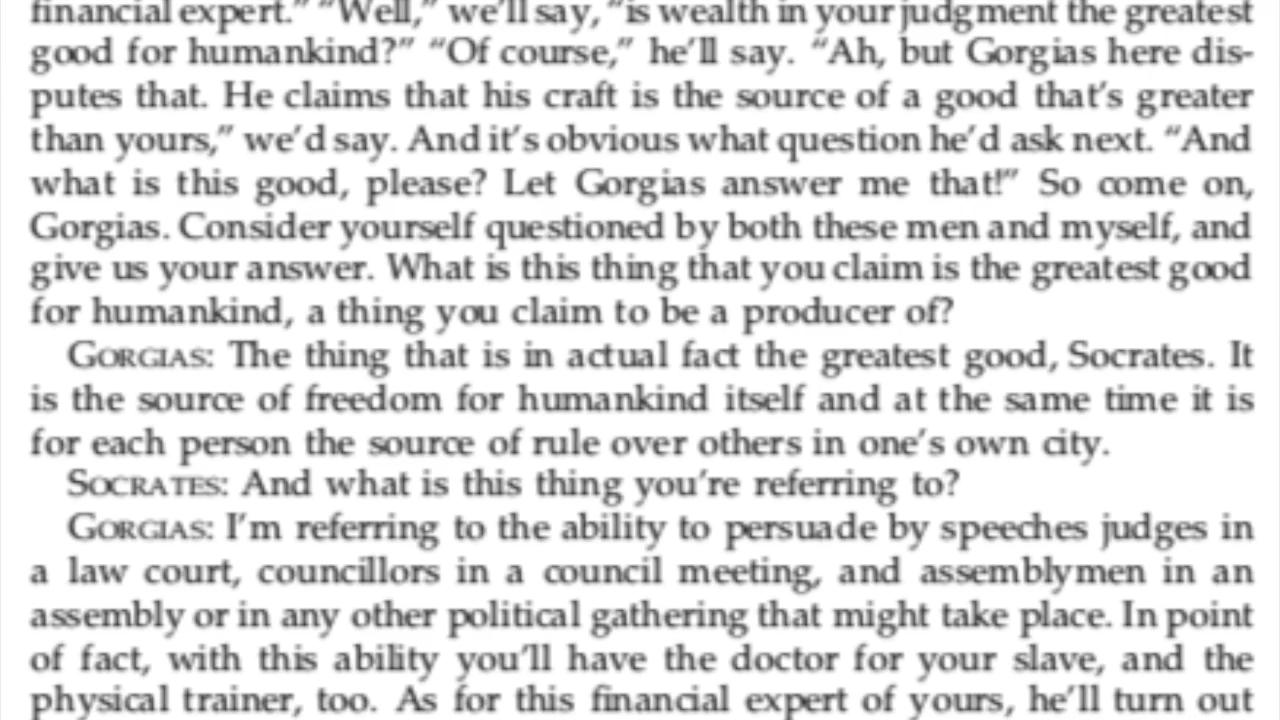 financial expert.” “Well,” we’ll say, “is wealth in your judgment the greatest
good for humankind?” “Of course,” he’ll say. “Ah, but Gorgias here dis-
putes that. He claims that his craft is the source of a good that’s greater
than yours,” we’d say. And it’s obvious what question he’d ask next. “And
what is this good, please? Let Gorgias answer me that!” So come on,
Gorgias. Consider yourself questioned by both these men and myself, and
give us your answer. What is this thing that you claim is the greatest good
for humankind, a thing you claim to be a producer of?
GORGIAS: The thing that is in actual fact the greatest good, Socrates. It
is the source of freedom for humankind itself and at the same time it is
for each person the source of rule over others in one’s own city.
SOCRATES: And what is this thing you’re referring to?
GORGIAS: I’m referring to the ability to persuade by speeches judges in
a law court, councillors in a council meeting, and assemblymen in an
assembly or in any other political gathering that might take place. In point
of fact, with this ability you’ll have the doctor for your slave, and the
physical trainer, too. As for this financial expert of yours, he’ll turn out